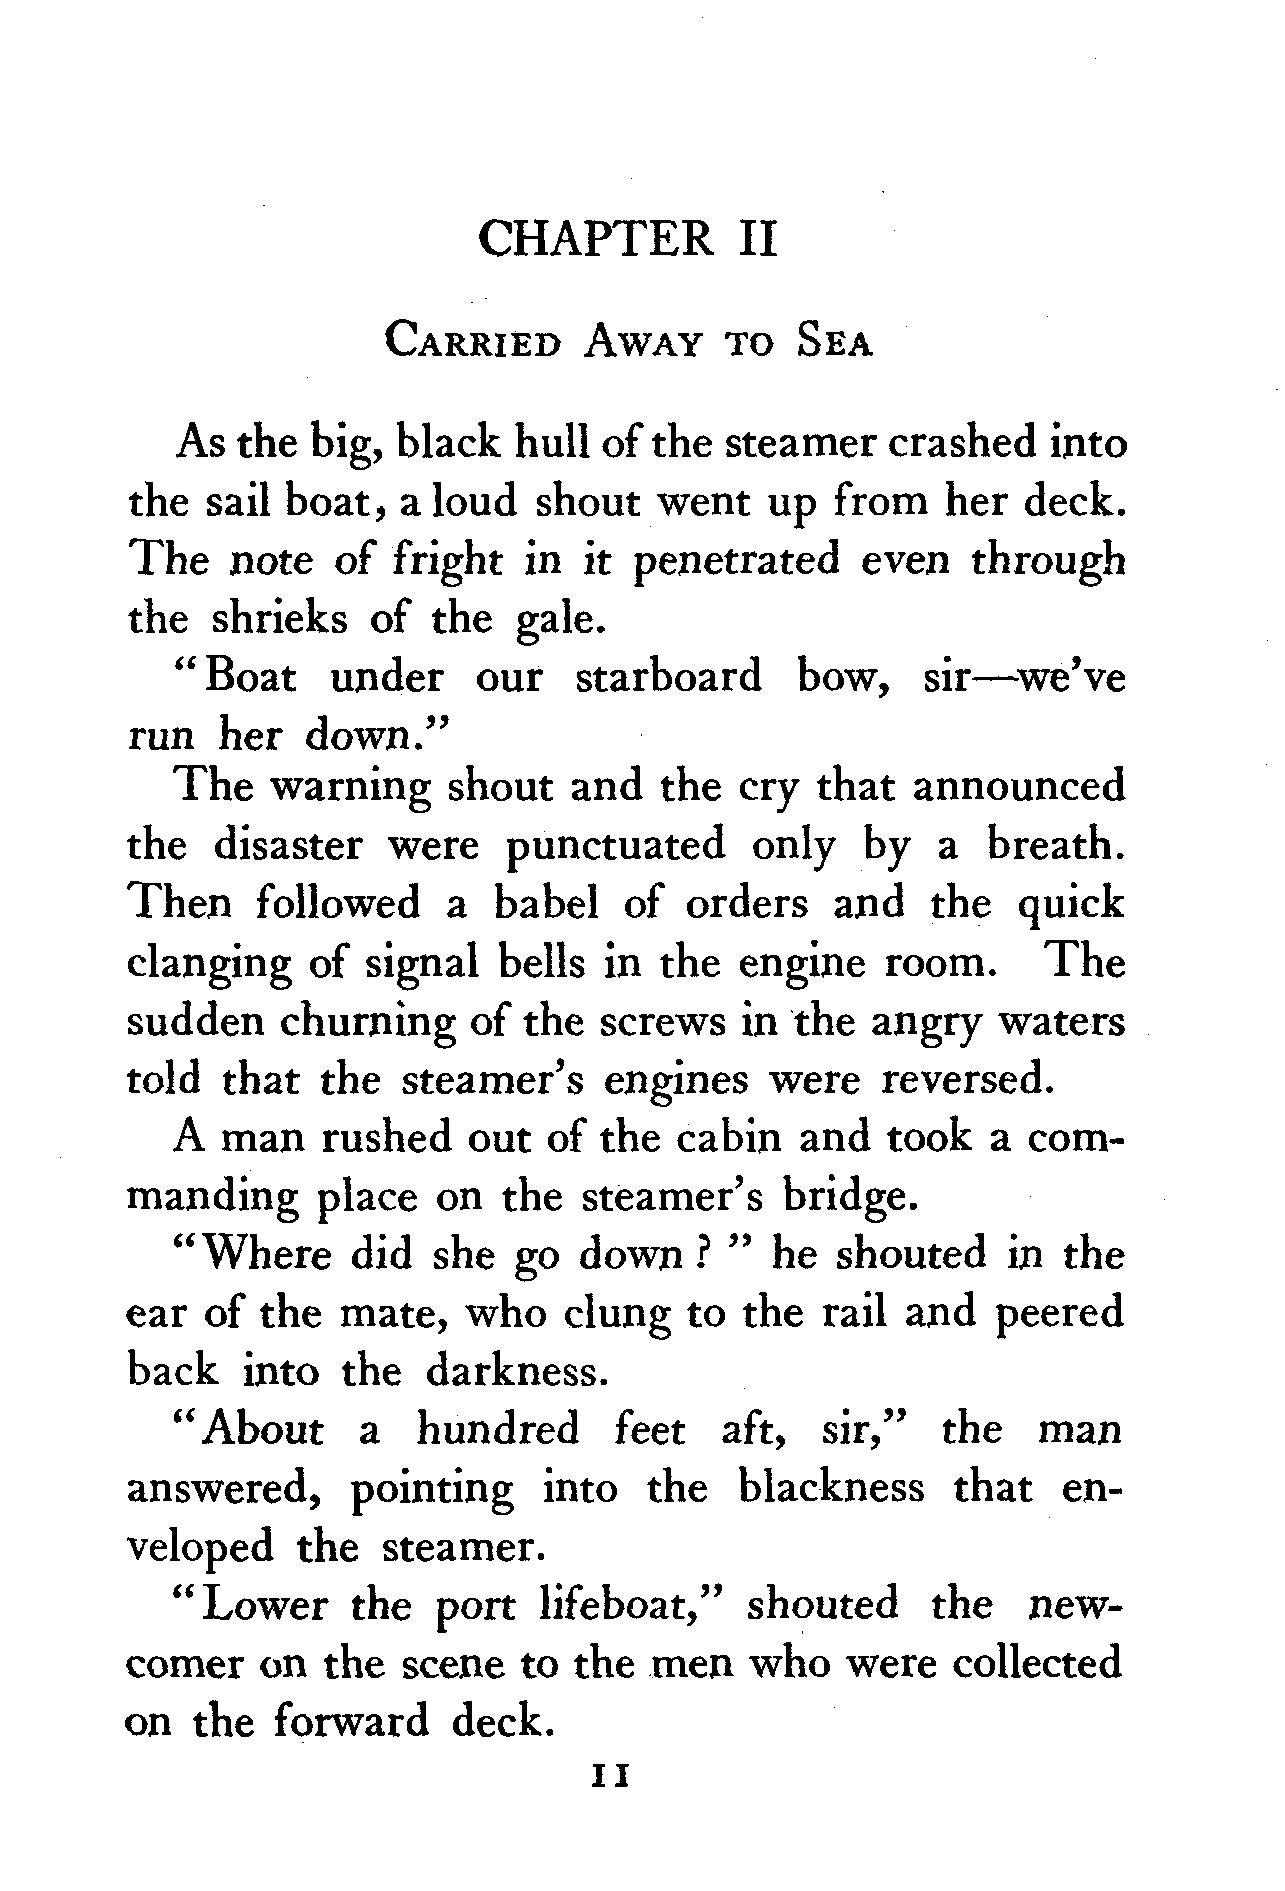 CHAPTER II
Carried Away to Sea
As the big, black hull of the steamer crashed into
the sail boat, a loud shout went up from her deck.
The note of fright in it penetrated even through
the shrieks of the gale.
“Boat under our starboard bow, sir—we’ve
run her down.”
The warning shout and the cry that announced
the disaster were punctuated only by a breath.
Then followed a babel of orders and the quick
clanging of signal bells in the engine room. The
sudden churning of the screws in the angry waters
told that the steamer’s engines were reversed.
A man rushed out of the cabin and took a com-
manding place on the steamer’s bridge.
“Where did she go down ? ” he shouted in the
ear of the mate, who clung to the rail and peered
back into the darkness.
“About a hundred feet aft, sir,” the man
answered, pointing into the blackness that en-
veloped the steamer.
“Lower the port lifeboat,” shouted the new-
comer on the scene to the men who were collected
on the forward deck.
11